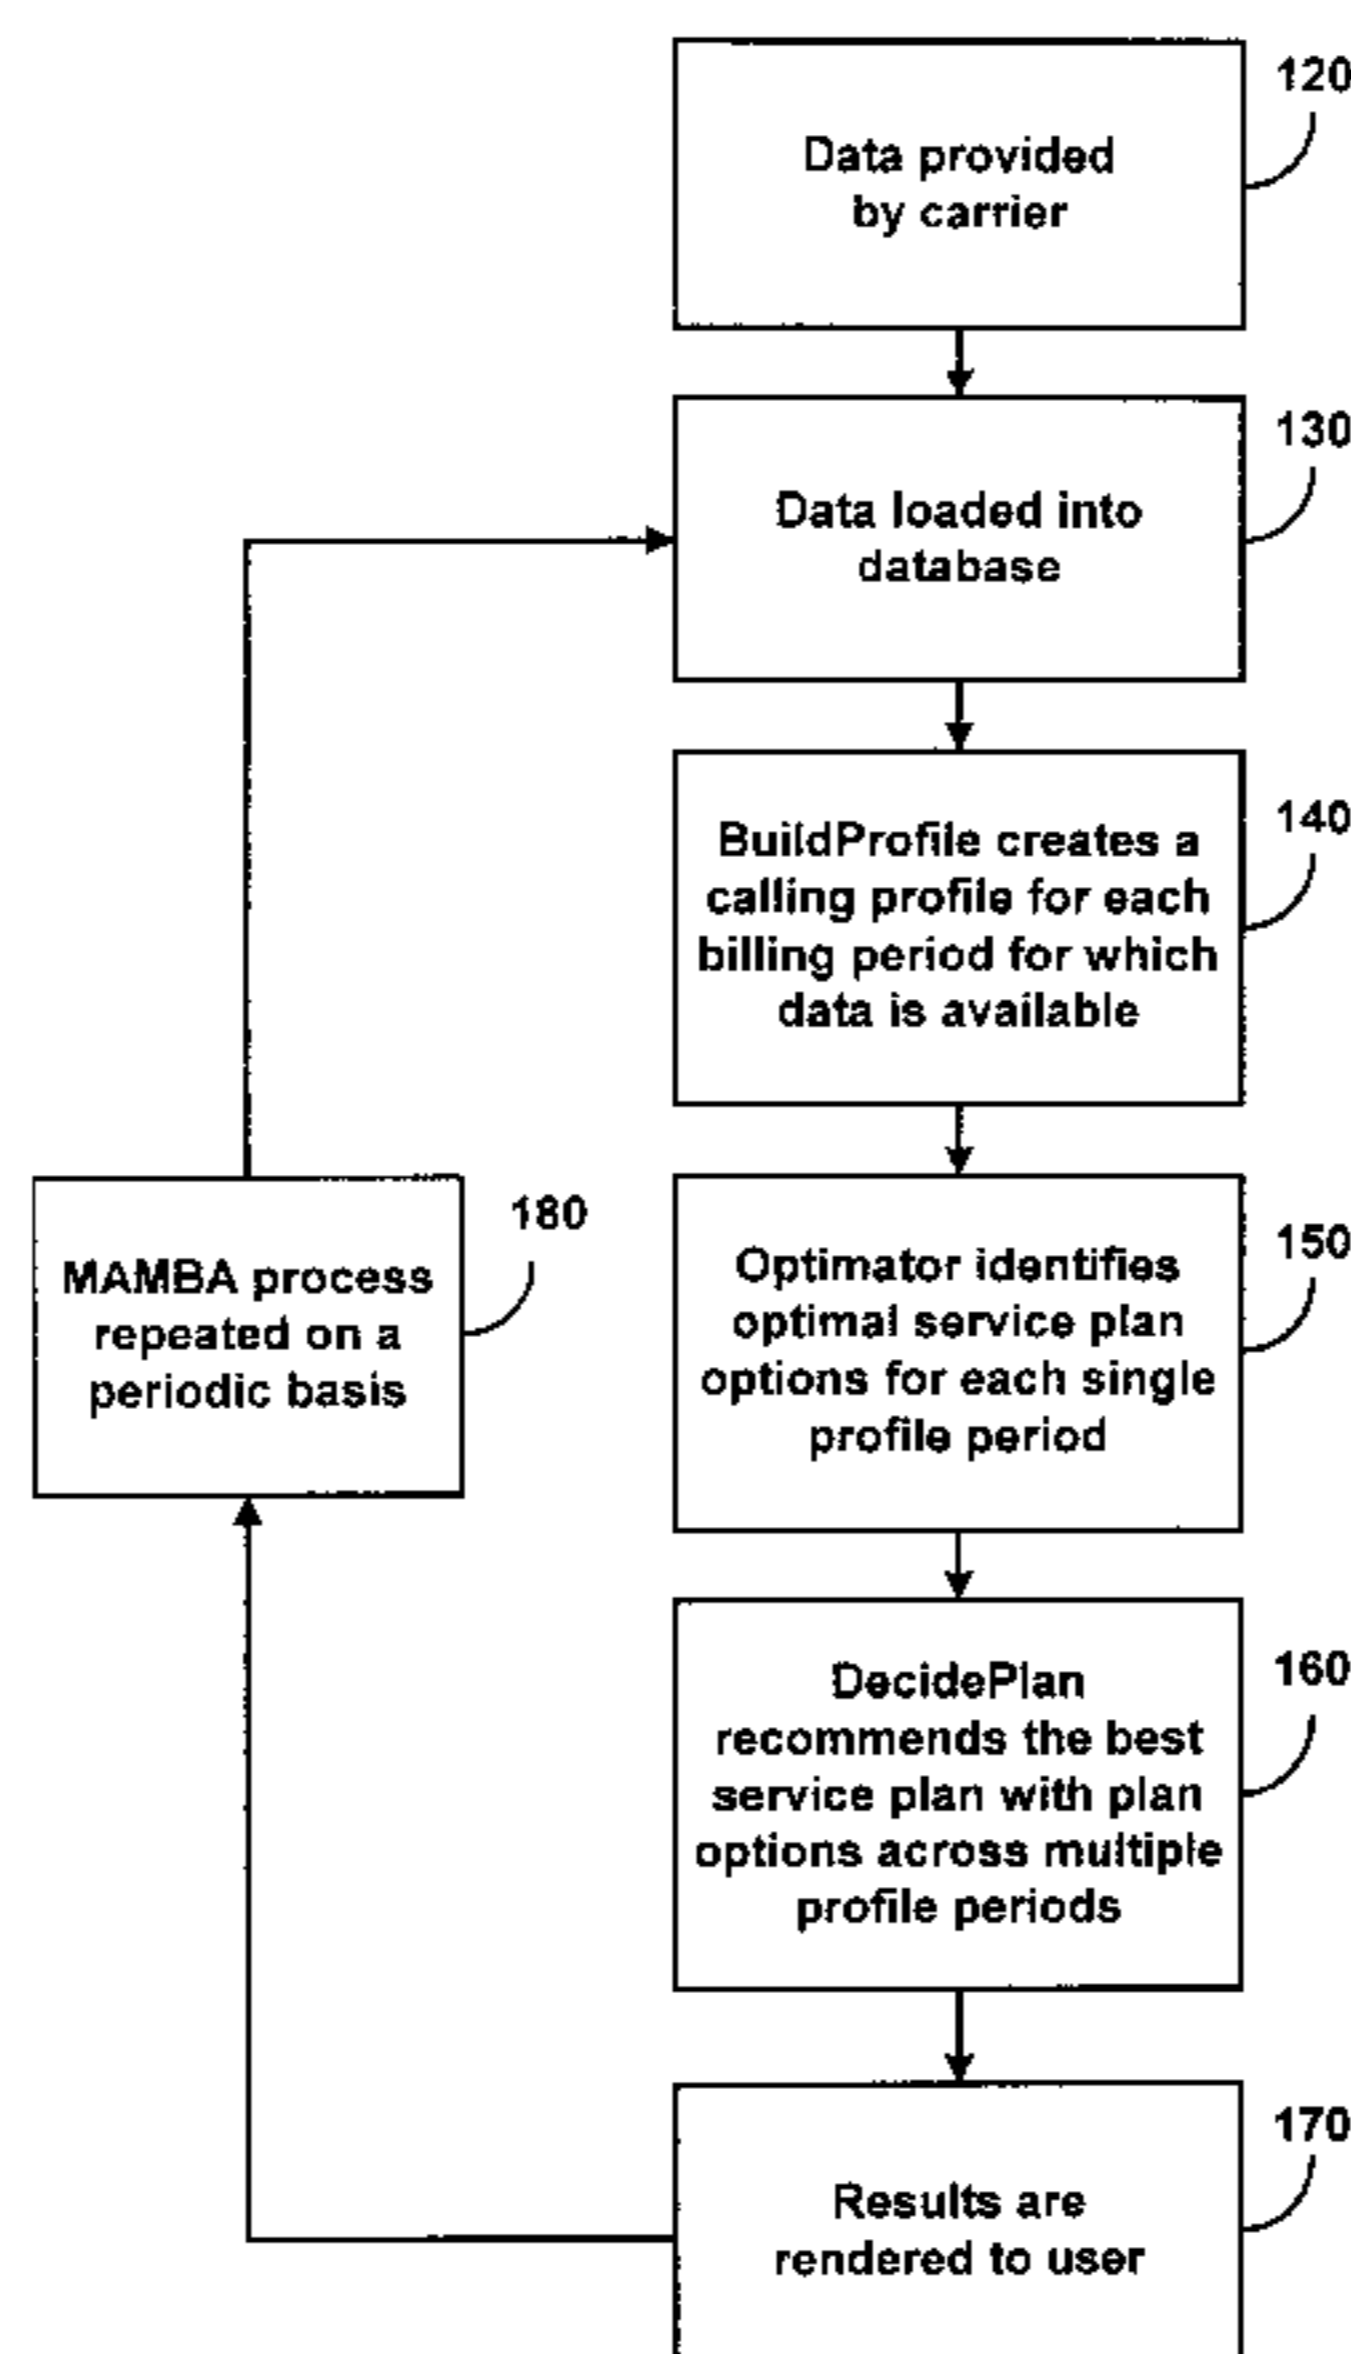 120
Data provided
by carrier
130
Data loaded into
database
140
BuildProfile creates a
calling profile for each
billing period for which
data is available
180
MAMBA process
repeated on a
periodic basis
150
Optimator identifies
optimal service plan
options for each single
profile period
160
DecidePlan
recommends the best
service plan with plan
options across multiple
profile periods
170
Results are
rendered to user